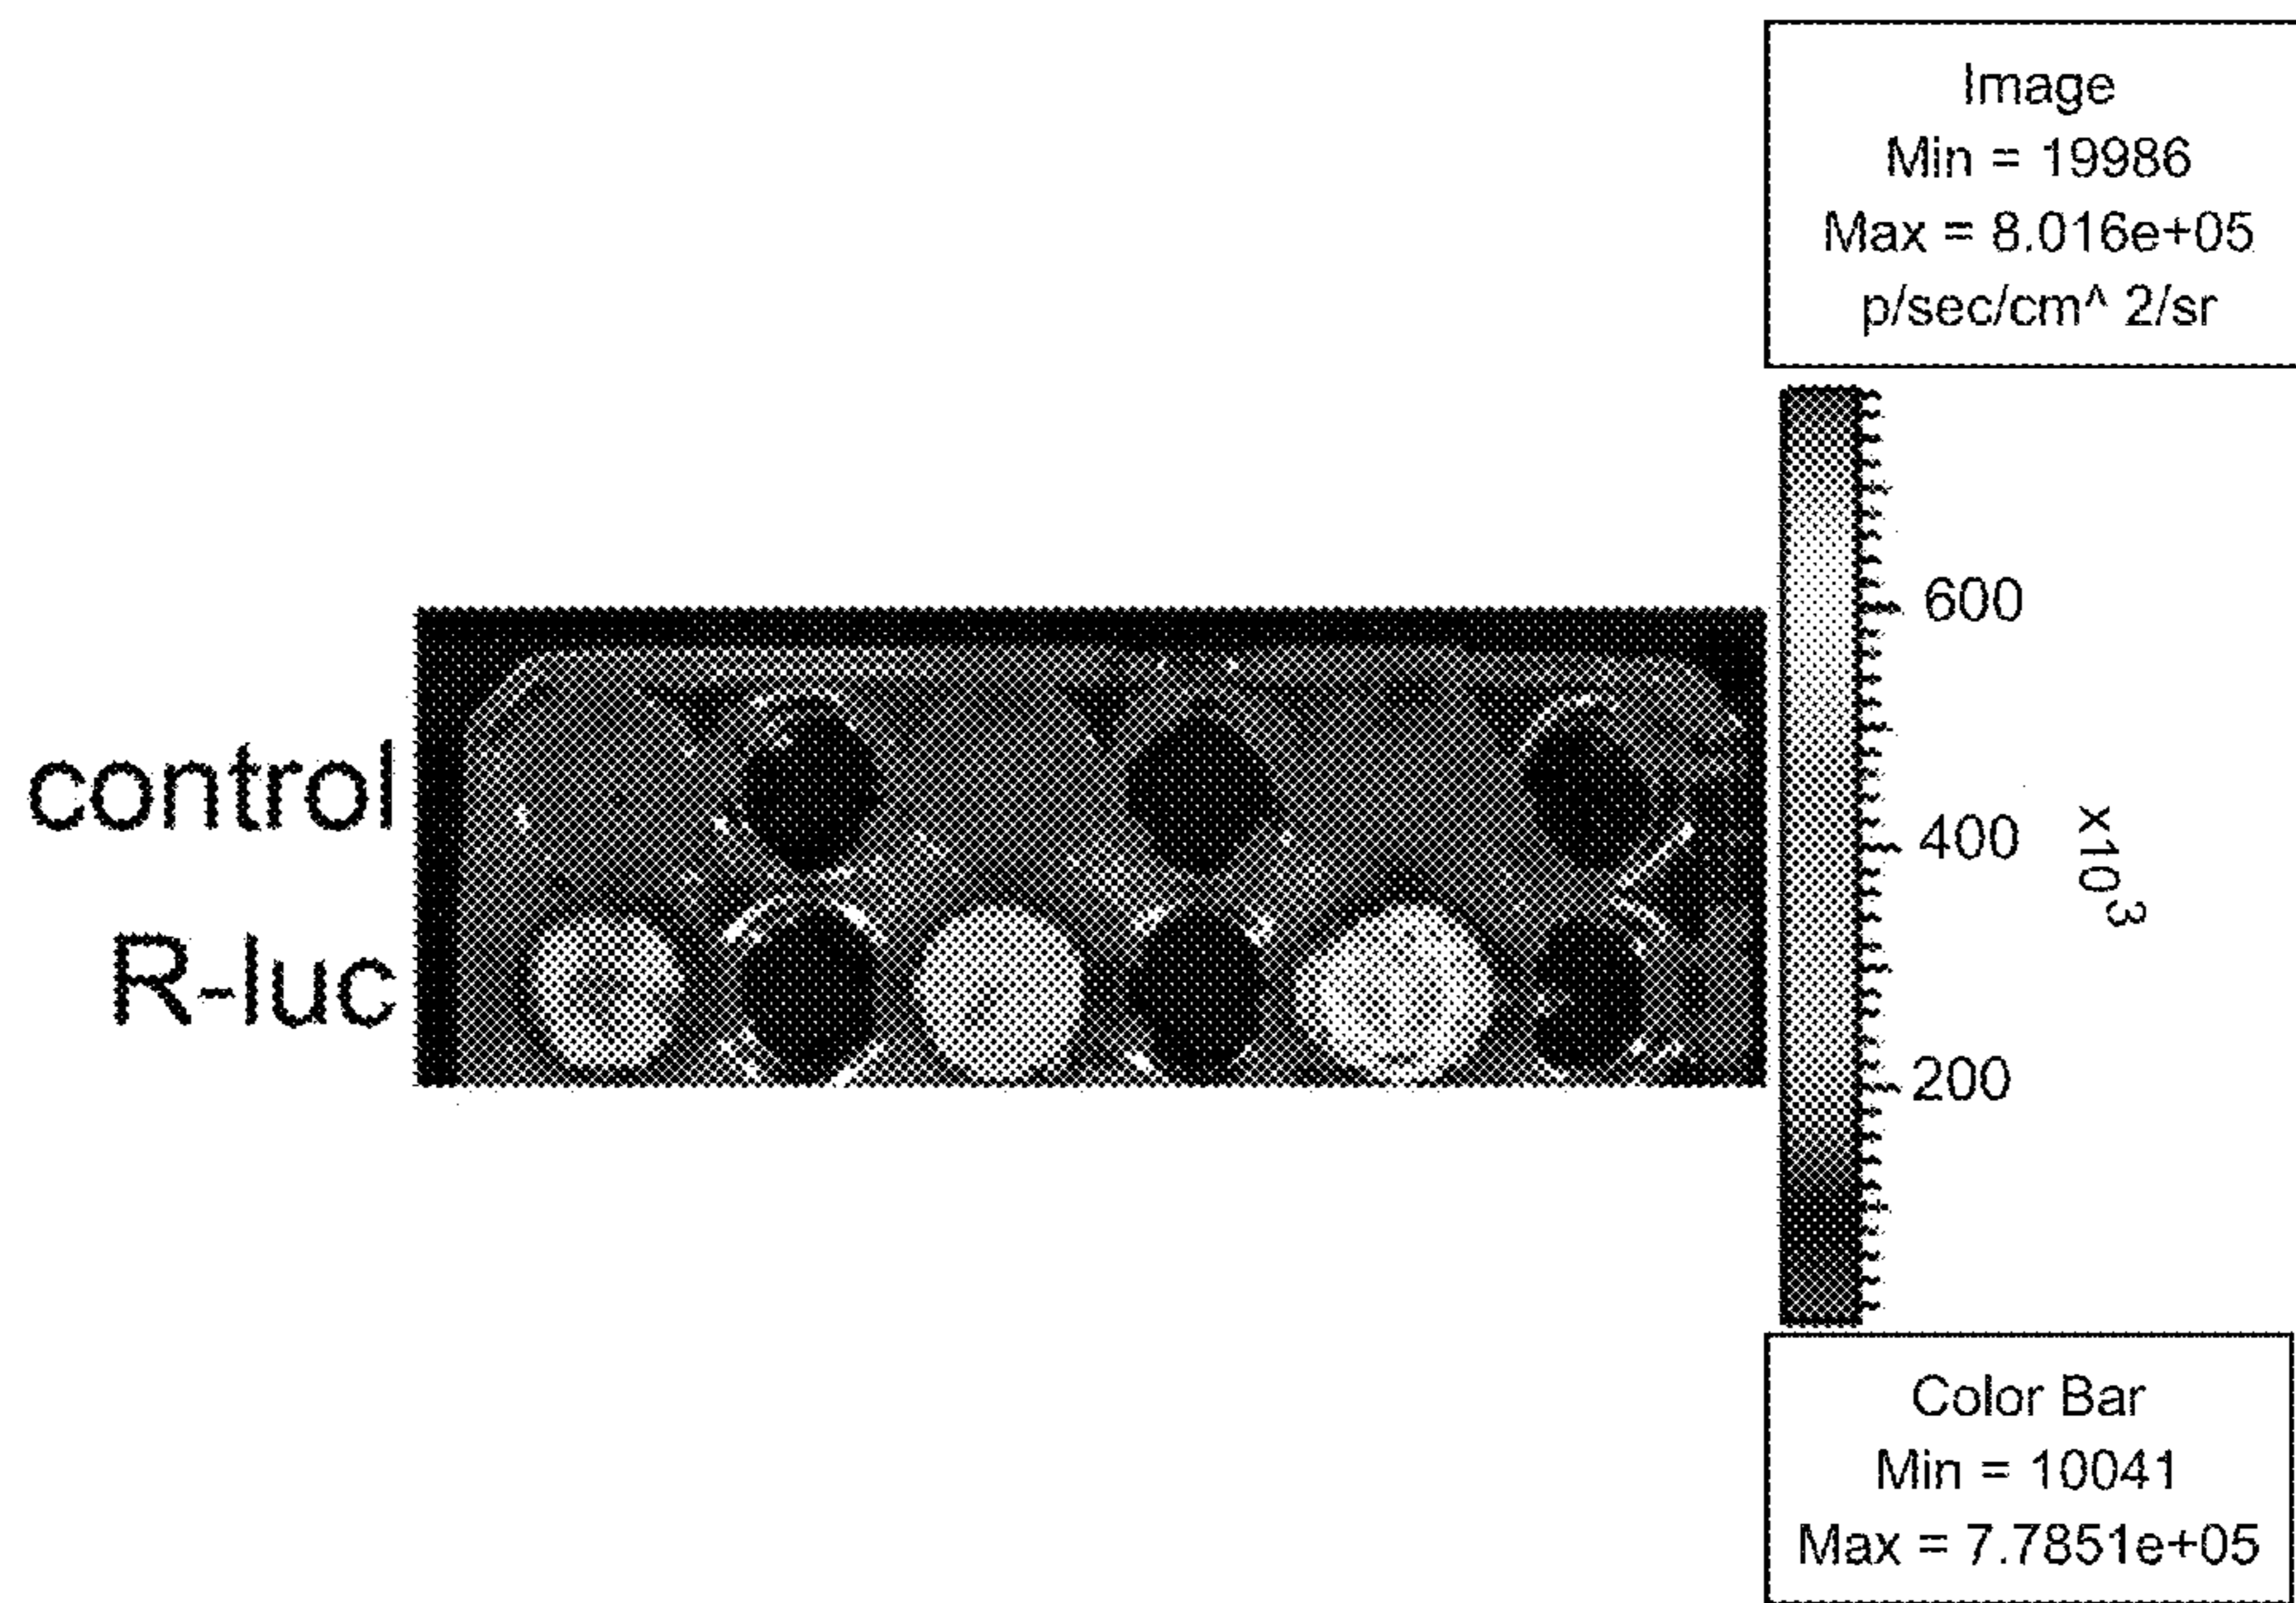 Image
Min = 19986
Max = 8.016e+05
p/sec/cm^ 2/sr
600
400
x10^3
200
control
R-luc
Color Bar
Min = 10041
Max = 7.7851e+05